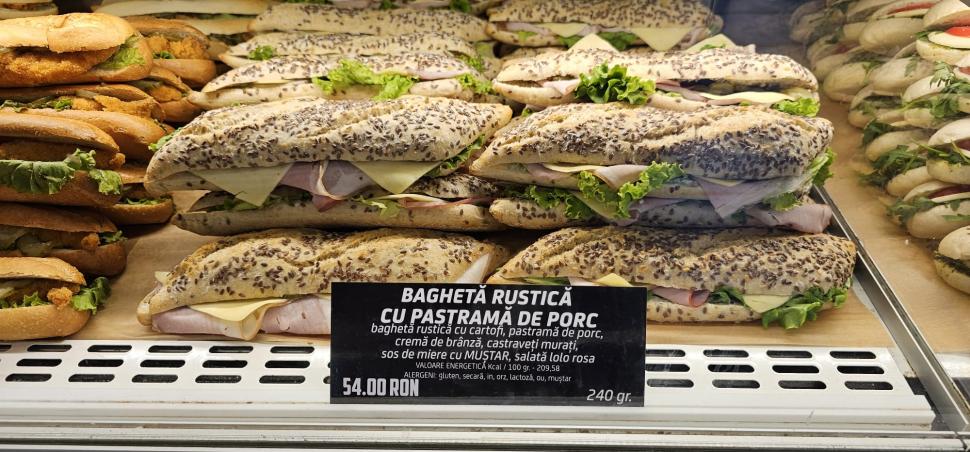 BAGHETĂ RUSTICĂ
CU PASTRAMĂ DE PORC
baghetă rustică cu cartofi, pastramă de porc,
cremă de brânză, castraveți murați,
sos de miere cu MUȘTAR, salată lolo rosa
VALOARE ENERGETICĂ Kcal / 100 gr. - 209,58
ALERGENI: gluten, secară, in, orz, lactoză, ou, muștar
54.00 RON
240 gr.